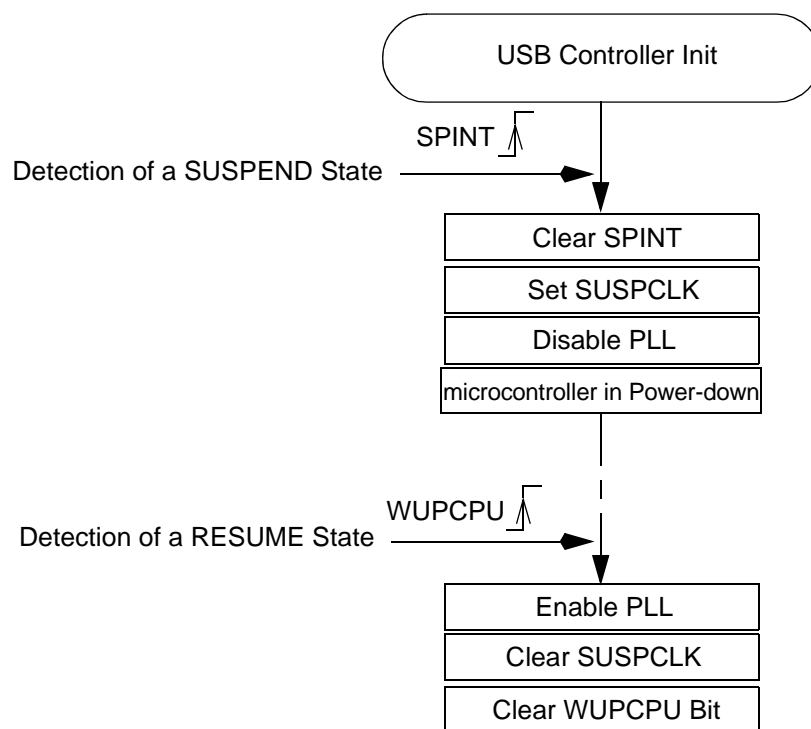 USB Controller Init
SPINT
Detection of a SUSPEND State
Clear SPINT
Set SUSPCLK
Disable PLL
microcontroller in Power-down
WUPCPU
Detection of a RESUME State
Enable PLL
Clear SUSPCLK
Clear WUPCPU Bit